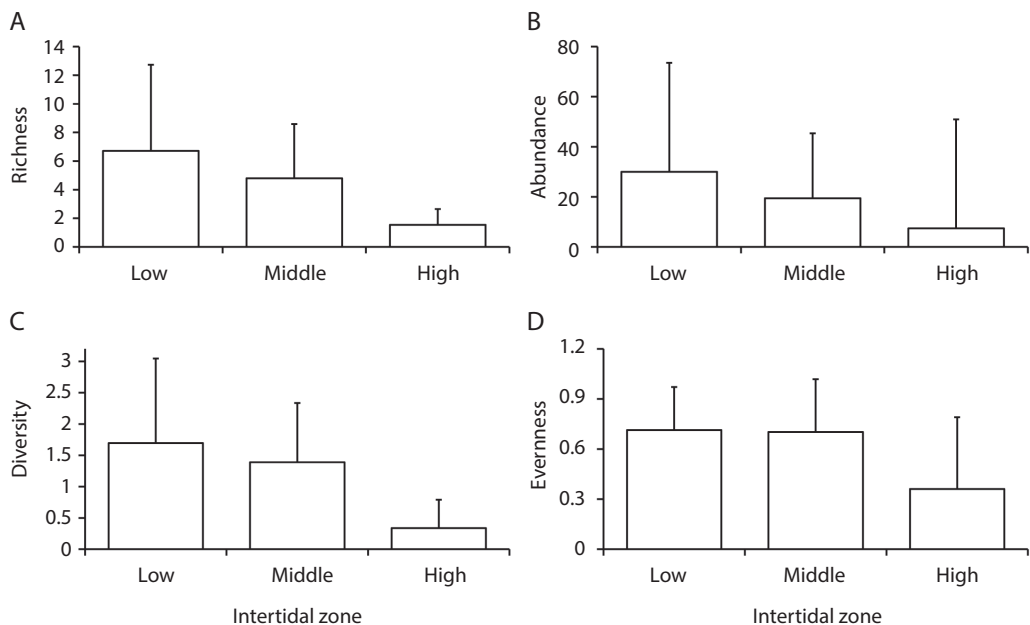 A
14
12
10
8
6
4
2
0
Richness
Low Middle High
B
80
60
40
20
0
Abundance
Low Middle High
C
3
2.5
2
1.5
1
0.5
0
Diversity
Low Middle High
Intertidal zone
D
1.2
0.9
0.6
0.3
0
Evernness
Low Middle High
Intertidal zone